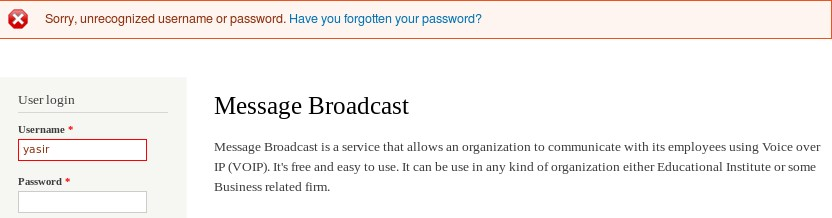 Sorry, unrecognized username or password. Have you forgotten your password?
User login
Username *
yasir
Password *
Message Broadcast
Message Broadcast is a service that allows an organization to communicate with its employees using Voice over
IP (VOIP). It's free and easy to use. It can be use in any kind of organization either Educational Institute or some
Business related firm.